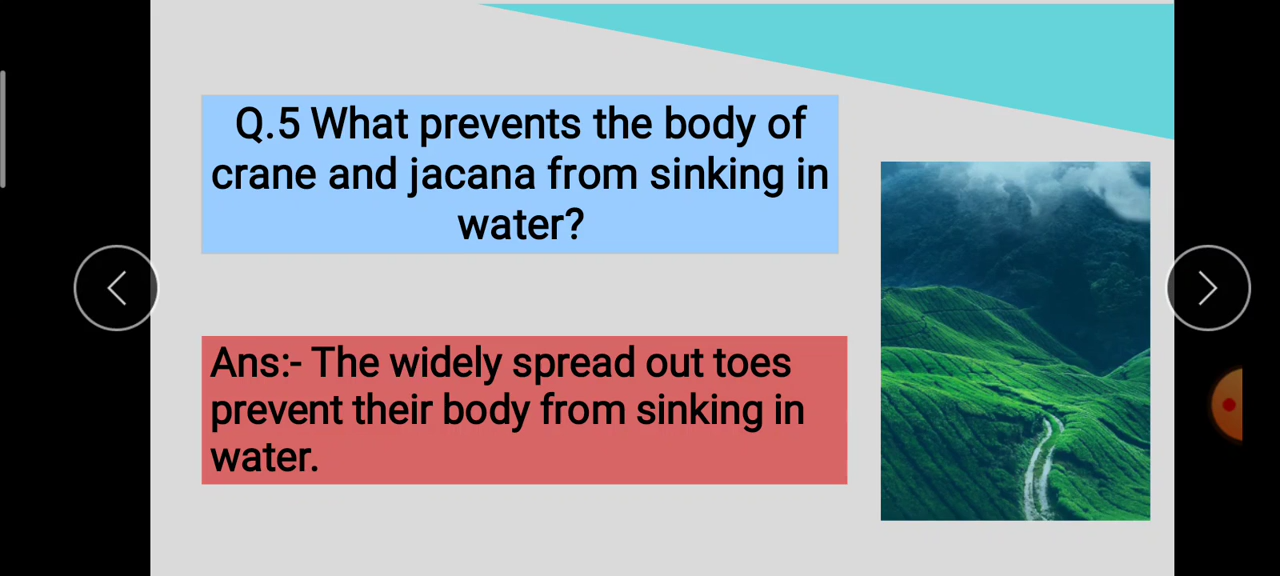 Q.5 What prevents the body of
crane and jacana from sinking in
water?
Ans:- The widely spread out toes
prevent their body from sinking in
water.